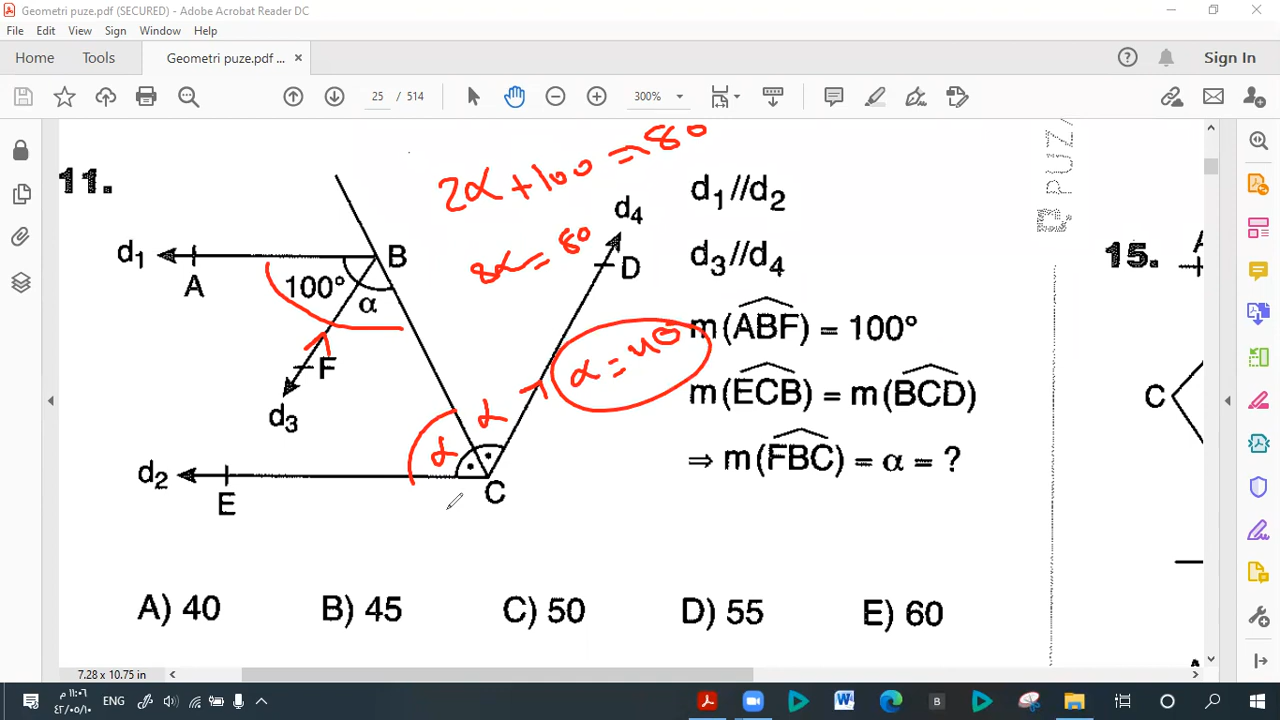 Geometri puze.pdf (SECURED) - Adobe Acrobat Reader DC
File Edit View Sign Window Help
Home Tools Geometri puze.pdf ... × Sign In
25 / 514 300%
11.
2α + 100 = 180
8α = 80
α = 40
d₁ B
A 100° α
F
d₃
d₄
D
α α
d₂
E C
d₁//d₂
d₃//d₄
m(ABF) = 100°
m(ECB) = m(BCD)
⇒ m(FBC) = α = ?
A) 40 B) 45 C) 50 D) 55 E) 60
PUZ
15.
A
C
7.28 x 10.75 in
ENG